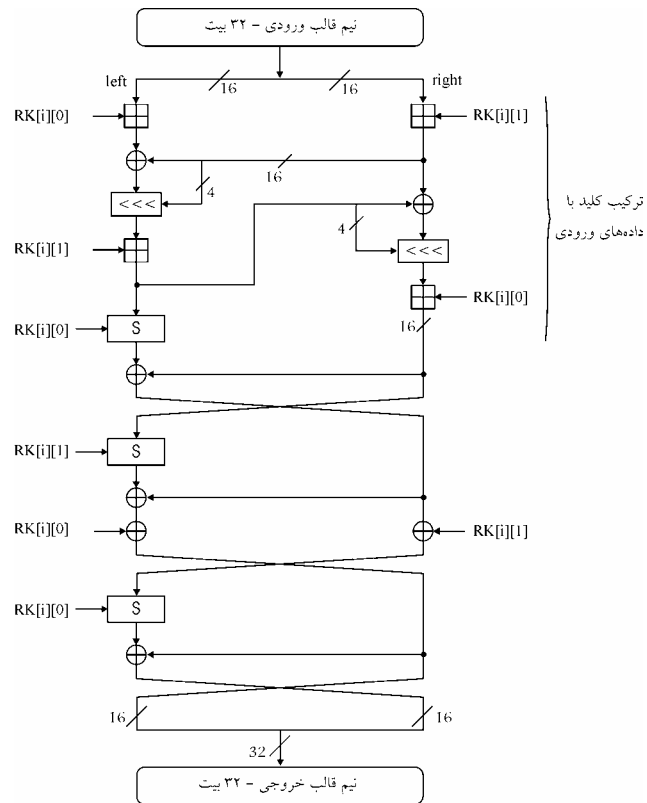 نیم قالب ورودی - ۳۲ بیت
left
16
16
right
RK[i][0]
RK[i][1]
16
4
<<<
4
ترکیب کلید با
داده‌های ورودی
RK[i][1]
<<<
RK[i][0]
RK[i][0]
S
16
RK[i][1]
S
RK[i][0]
RK[i][1]
RK[i][0]
S
16
16
32
نیم قالب خروجی - ۳۲ بیت